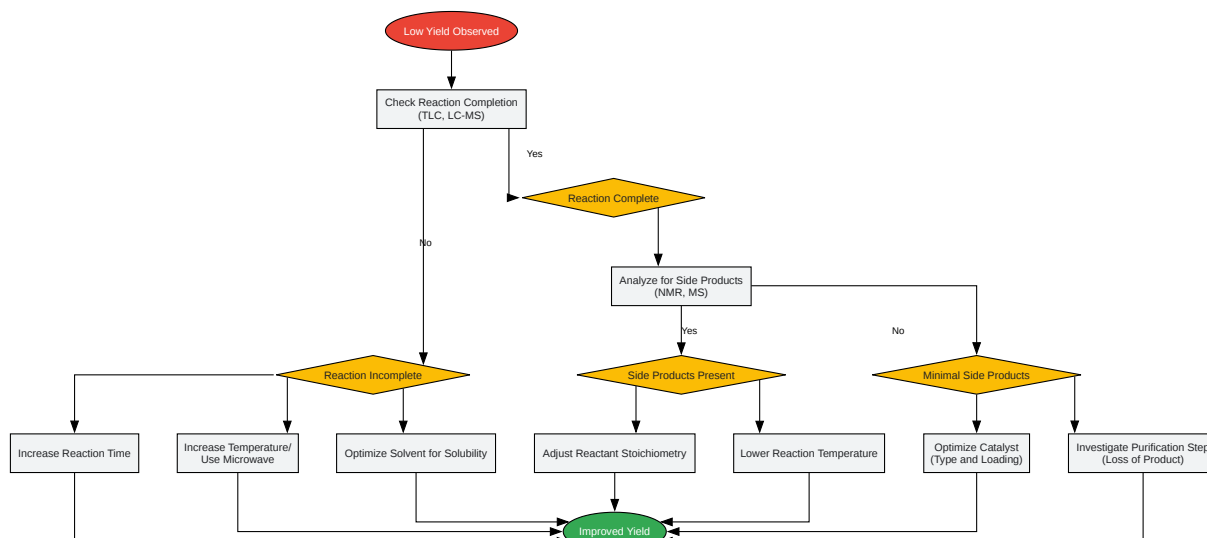 Low Yield Observed
Check Reaction Completion
(TLC, LC-MS)
Yes
Reaction Complete
No
Analyze for Side Products
(NMR, MS)
Yes
No
Reaction Incomplete
Side Products Present
Minimal Side Products
Increase Reaction Time
Increase Temperature/
Use Microwave
Optimize Solvent for Solubility
Adjust Reactant Stoichiometry
Lower Reaction Temperature
Optimize Catalyst
(Type and Loading)
Investigate Purification Step
(Loss of Product)
Improved Yield